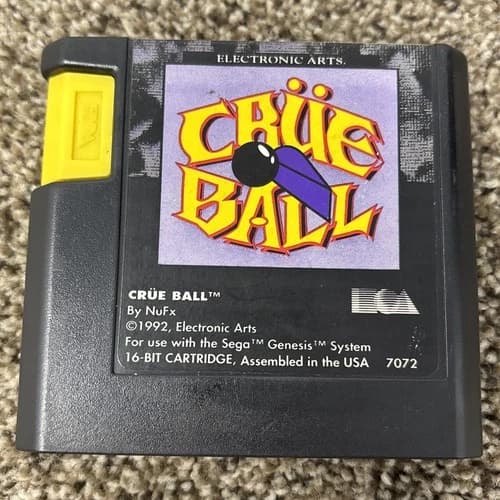 ELECTRONIC ARTS.
CRÜE
BALL
CRÜE BALL™
By NuFx
©1992, Electronic Arts
For use with the Sega™ Genesis™ System
16-BIT CARTRIDGE, Assembled in the USA 7072
EA